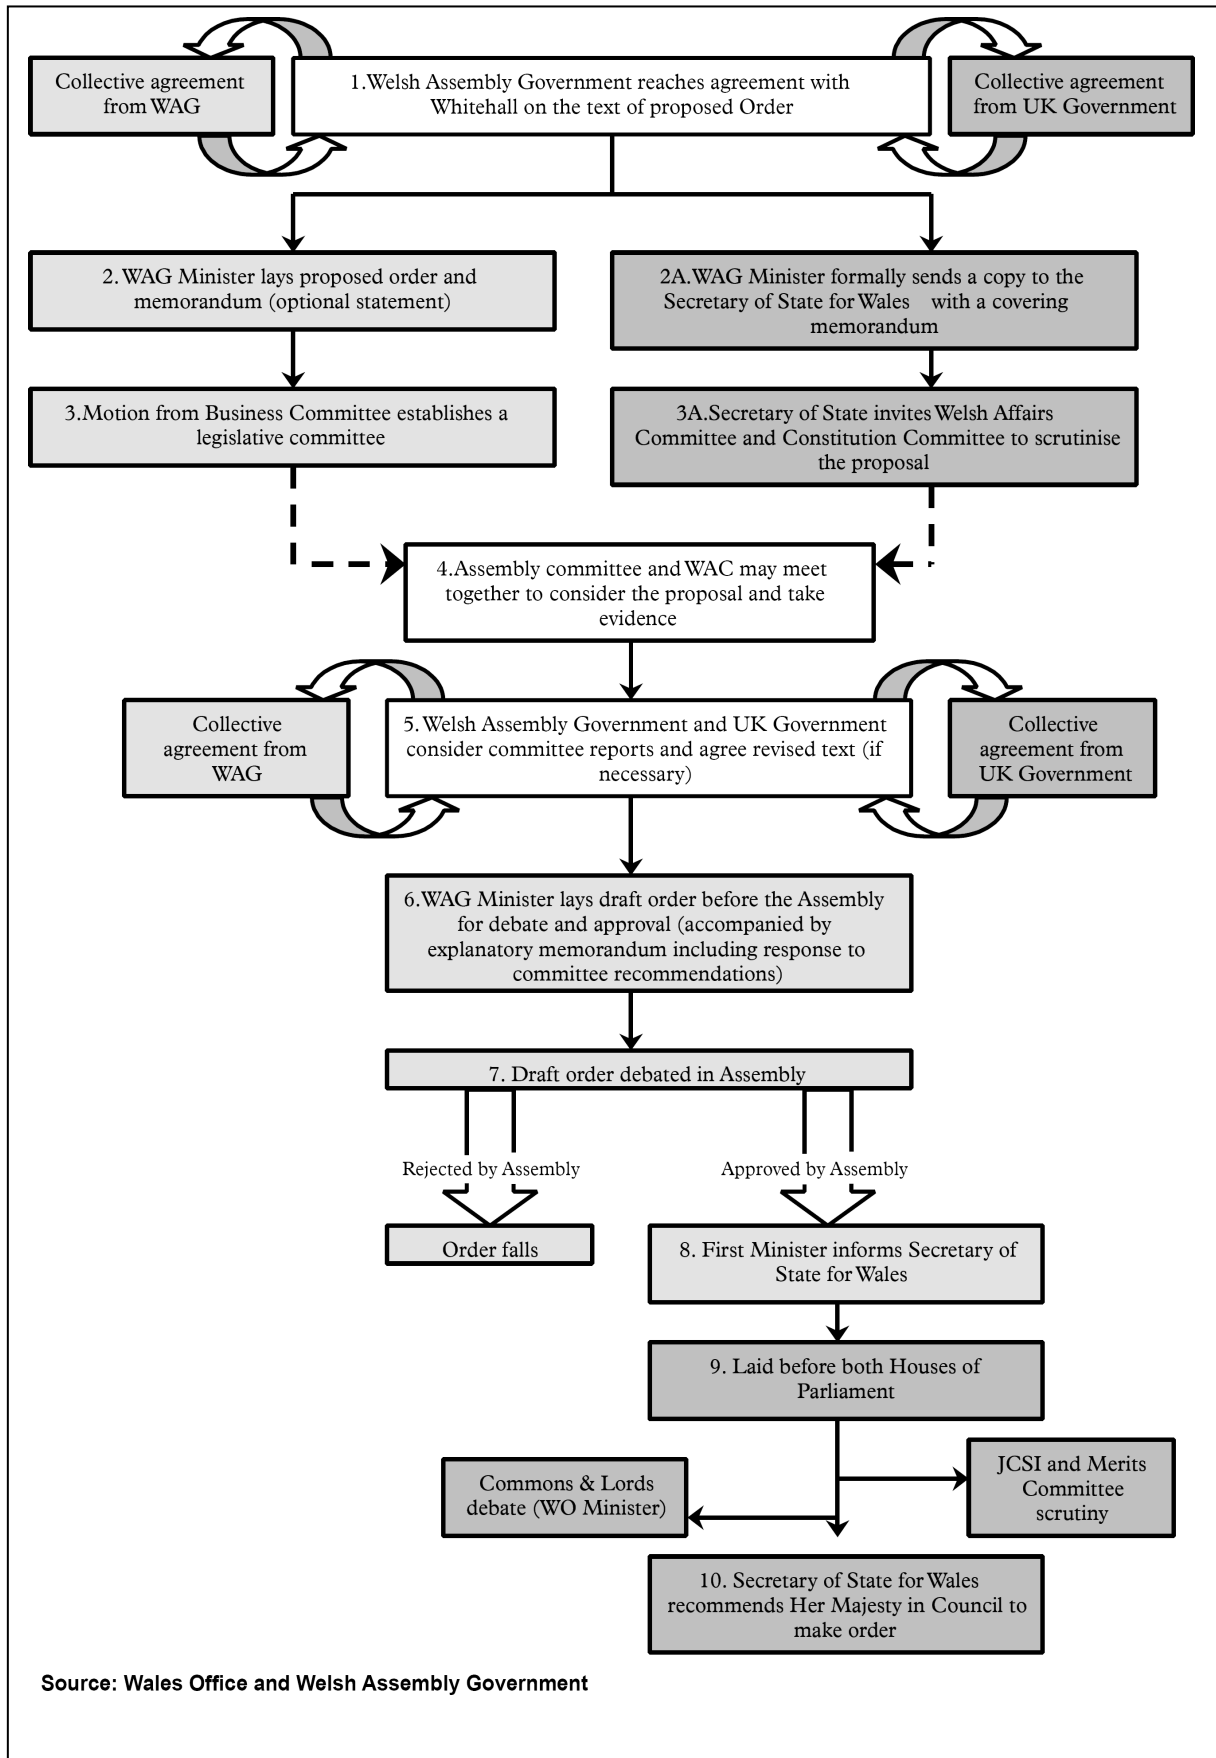 Collective agreement
from WAG
1.Welsh Assembly Government reaches agreement with
Whitehall on the text of proposed Order
Collective agreement
from UK Government
2. WAG Minister lays proposed order and
memorandum (optional statement)
2A. WAG Minister formally sends a copy to the
Secretary of State for Wales with a covering
memorandum
3.Motion from Business Committee establishes a
legislative committee
3A.Secretary of State invites Welsh Affairs
Committee and Constitution Committee to scrutinise
the proposal
4.Assembly committee and WAC may meet
together to consider the proposal and take
evidence
Collective
agreement from
WAG
5. Welsh Assembly Government and UK Government
consider committee reports and agree revised text (if
necessary)
Collective
agreement from
UK Government
6.WAG Minister lays draft order before the Assembly
for debate and approval (accompanied by
explanatory memorandum including response to
committee recommendations)
7. Draft order debated in Assembly
Rejected by Assembly
Approved by Assembly
Order falls
8. First Minister informs Secretary of
State for Wales
9. Laid before both Houses of
Parliament
Commons & Lords
debate (WO Minister)
JCSI and Merits
Committee
scrutiny
10. Secretary of State for Wales
recommends Her Majesty in Council to
make order
Source: Wales Office and Welsh Assembly Government